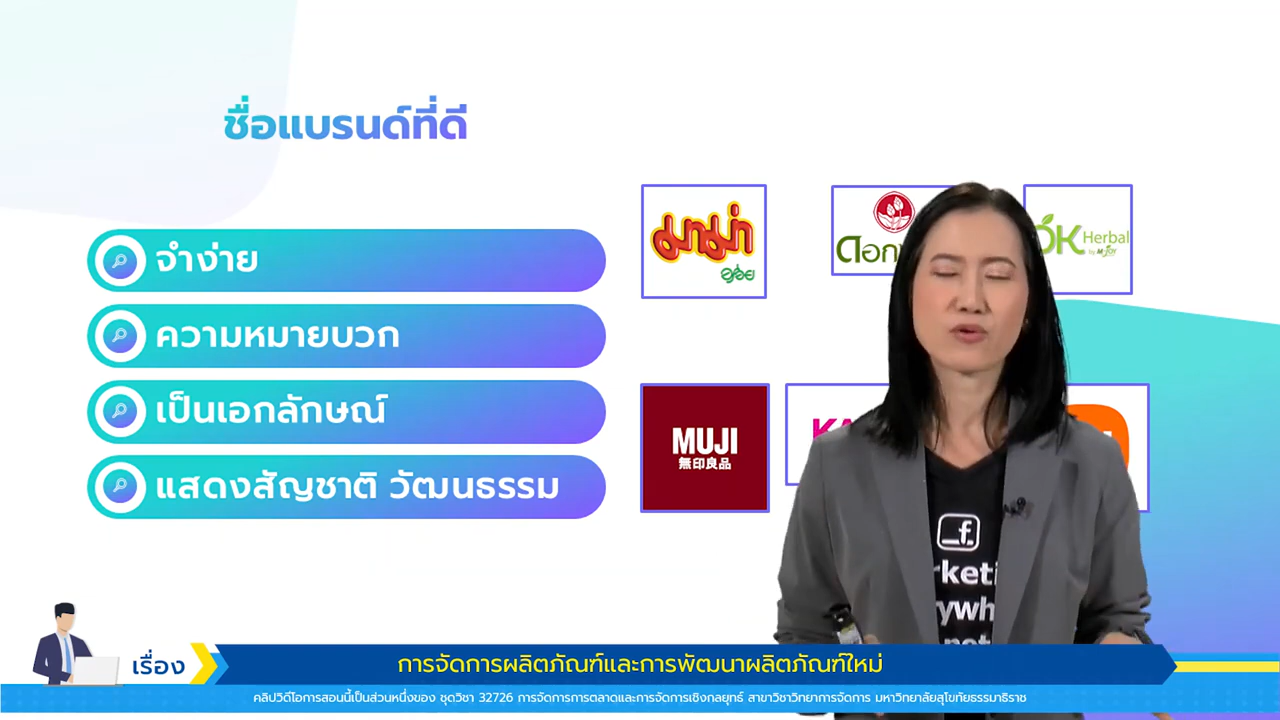 ชื่อแบรนด์ที่ดี
จำง่าย
ความหมายบวก
เป็นเอกลักษณ์
แสดงสัญชาติ วัฒนธรรม
มาม่า
อร่อย
OK Herbal
by M JOY
MUJI
無印良品
f
เรื่อง
การจัดการผลิตภัณฑ์และการพัฒนาผลิตภัณฑ์ใหม่
คลิปวิดีโอการสอนนี้เป็นส่วนหนึ่งของ ชุดวิชา 32726 การจัดการการตลาดและการจัดการเชิงกลยุทธ์ สาขาวิชาวิทยาการจัดการ มหาวิทยาลัยสุโขทัยธรรมาธิราช